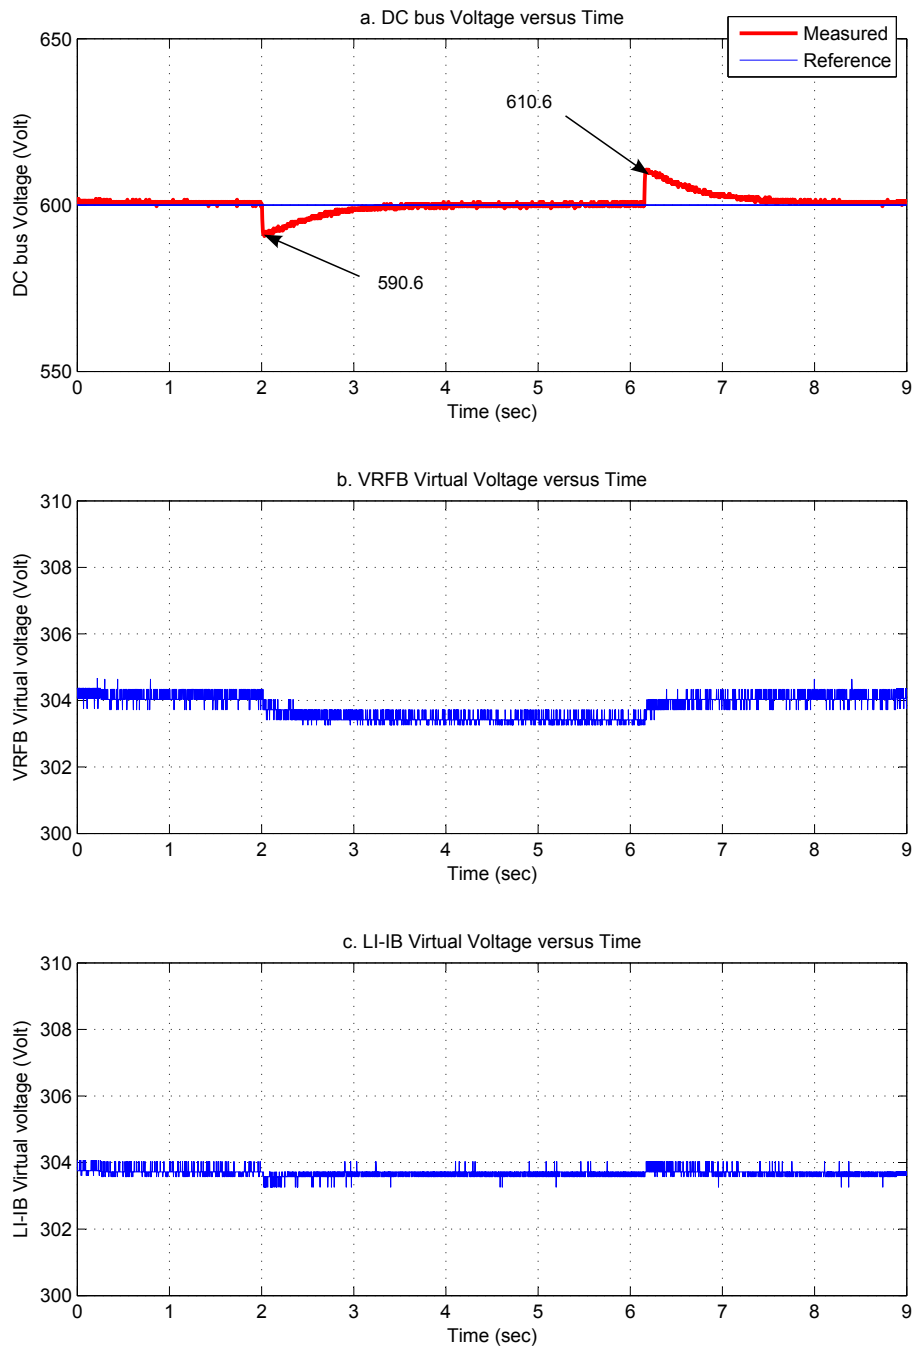 a. DC bus Voltage versus Time
Measured
Reference
650
600
550
DC bus Voltage (Volt)
610.6
590.6
0 1 2 3 4 5 6 7 8 9
Time (sec)
b. VRFB Virtual Voltage versus Time
310
308
306
304
302
300
VRFB Virtual voltage (Volt)
0 1 2 3 4 5 6 7 8 9
Time (sec)
c. LI-IB Virtual Voltage versus Time
310
308
306
304
302
300
LI-IB Virtual voltage (Volt)
0 1 2 3 4 5 6 7 8 9
Time (sec)